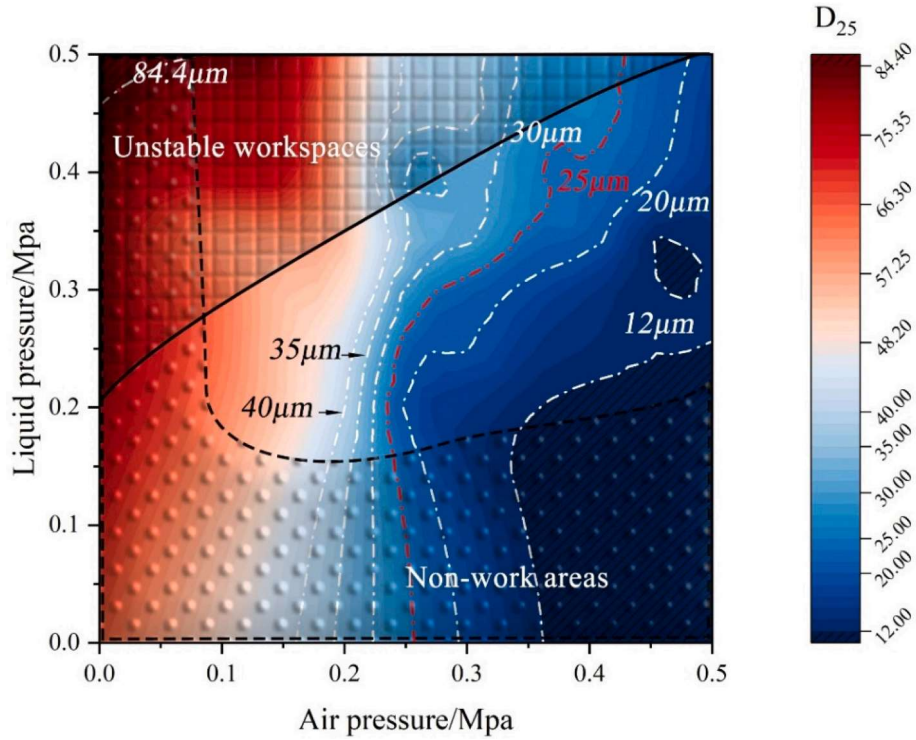 D25
84.40
75.35
66.30
57.25
48.20
40.00
35.00
30.00
25.00
20.00
12.00
Liquid pressure/Mpa
0.5
0.4
0.3
0.2
0.1
0.0
84.4μm
Unstable workspaces
30μm
25μm
20μm
12μm
35μm
40μm
Non-work areas
0.0
0.1
0.2
0.3
0.4
0.5
Air pressure/Mpa